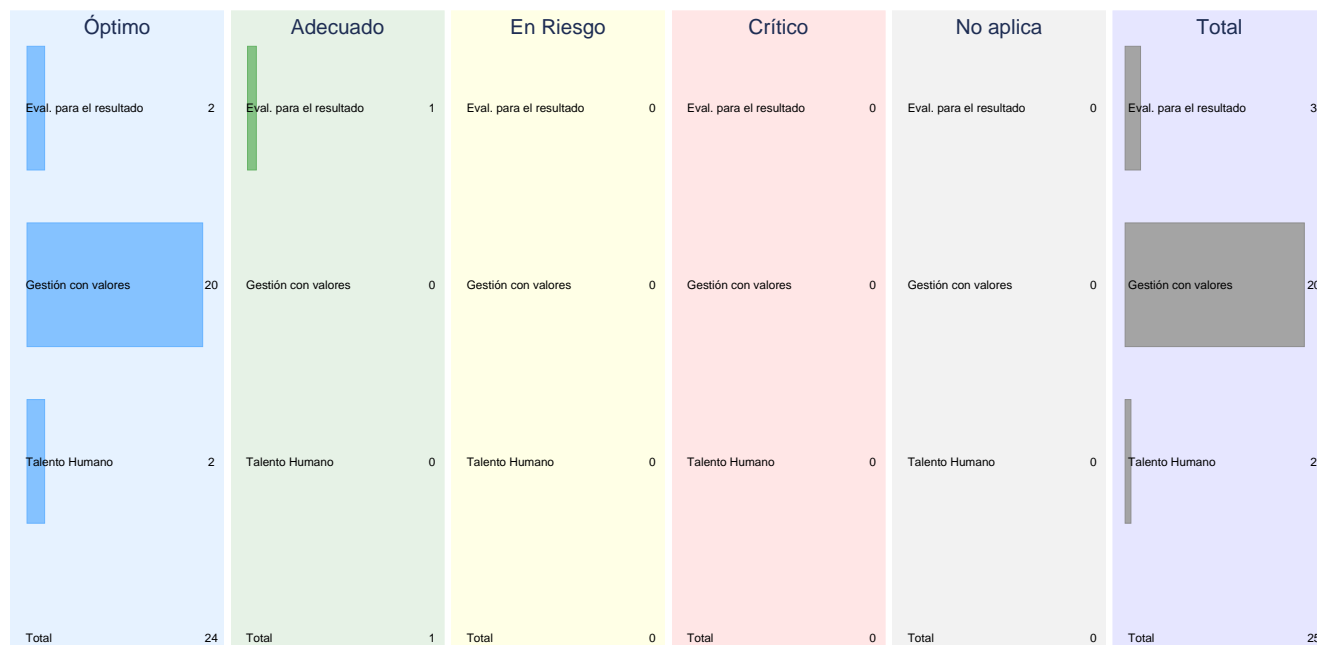 Óptimo Adecuado En Riesgo Crítico No aplica Total
Eval. para el resultado 2 Eval. para el resultado 1 Eval. para el resultado 0 Eval. para el resultado 0 Eval. para el resultado 0 Eval. para el resultado 3
Gestión con valores 20 Gestión con valores 0 Gestión con valores 0 Gestión con valores 0 Gestión con valores 0 Gestión con valores 20
Talento Humano 2 Talento Humano 0 Talento Humano 0 Talento Humano 0 Talento Humano 0 Talento Humano 2
Total 24 Total 1 Total 0 Total 0 Total 0 Total 25